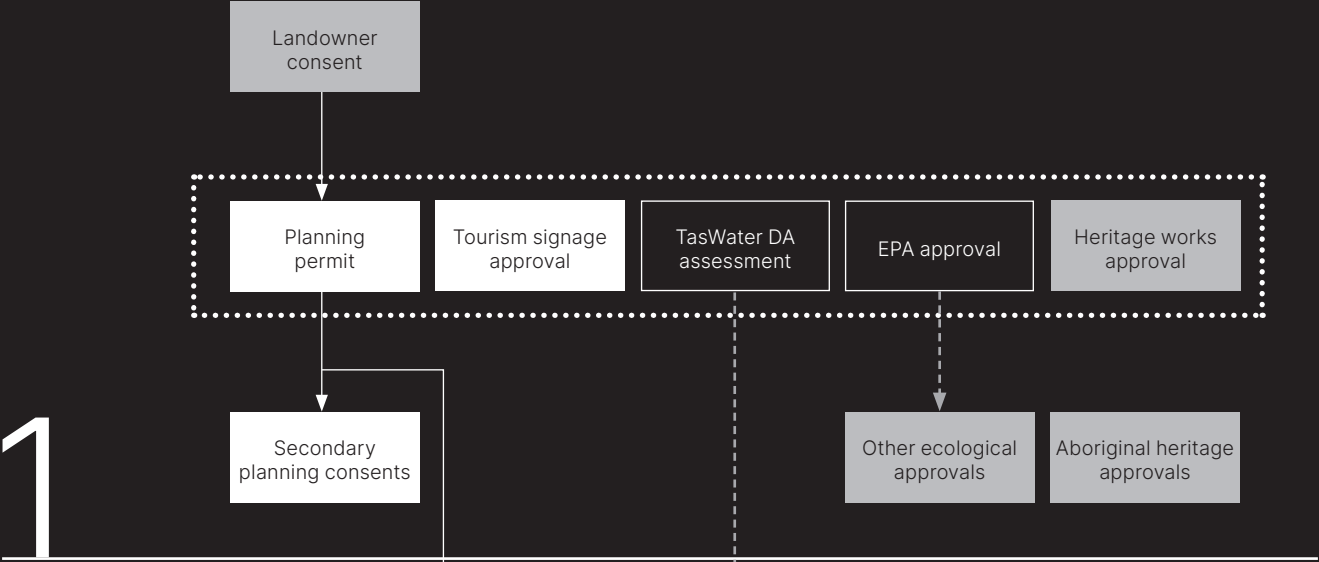 Landowner
consent
Planning
permit
Tourism signage
approval
TasWater DA
assessment
EPA approval
Heritage works
approval
Secondary
planning consents
Other ecological
approvals
Aboriginal heritage
approvals
1